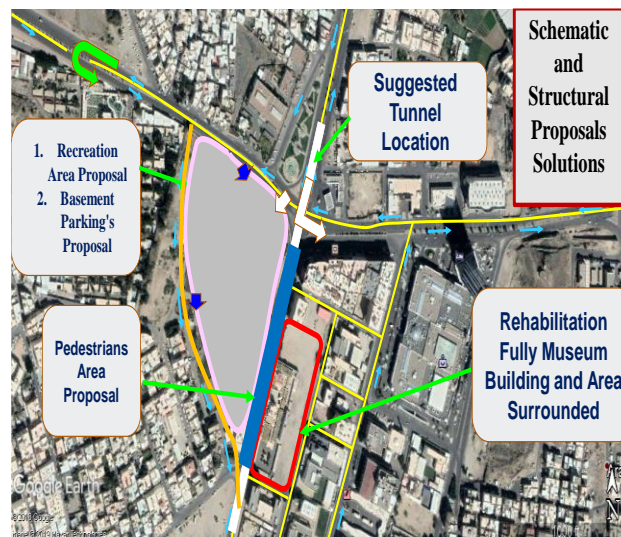 Schematic
and
Structural
Proposals
Solutions
Suggested
Tunnel
Location
1. Recreation
Area Proposal
2. Basement
Parking's
Proposal
Pedestrians
Area
Proposal
Rehabilitation
Fully Museum
Building and Area
Surrounded
Google Earth
N